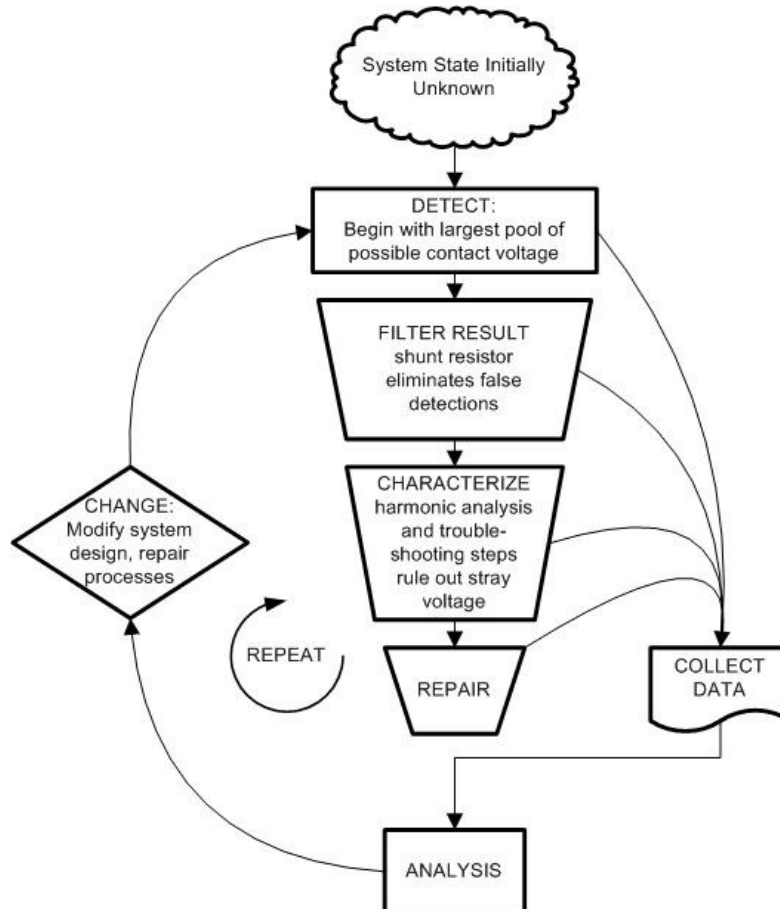 System State Initially
Unknown
DETECT:
Begin with largest pool of
possible contact voltage
FILTER RESULT
shunt resistor
eliminates false
detections
CHARACTERIZE
harmonic analysis
and trouble-
shooting steps
rule out stray
voltage
CHANGE:
Modify system
design, repair
processes
REPEAT
REPAIR
COLLECT
DATA
ANALYSIS